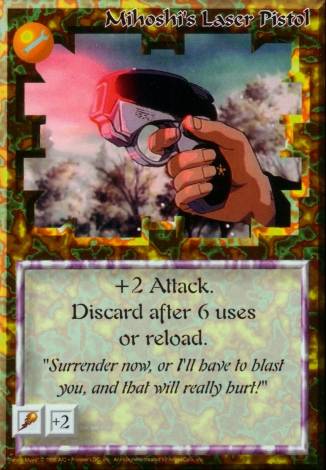 Mihoshi's Laser Pistol
+2 Attack.
Discard after 6 uses
or reload.
"Surrender now, or I'll have to blast
you, and that will really hurt!"
+2